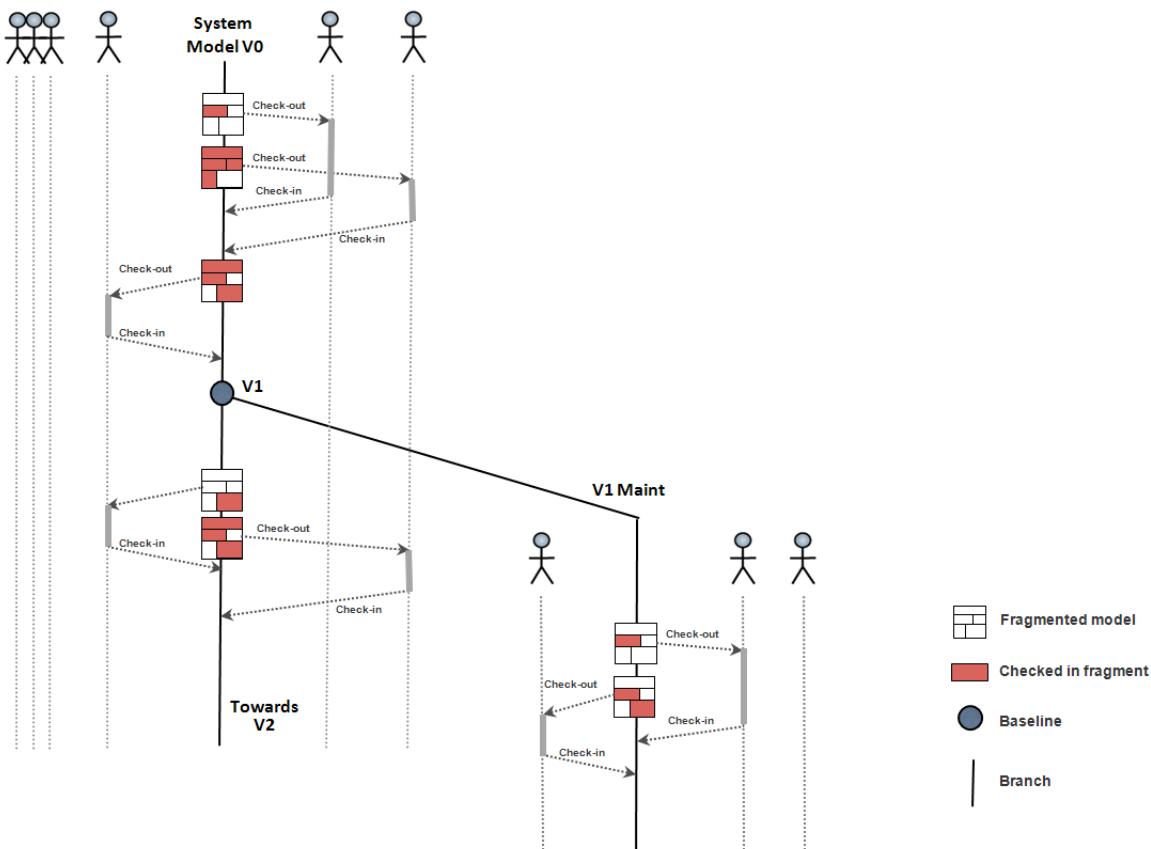 System
Model V0
Check-out
Check-out
Check-in
Check-in
Check-out
Check-in
V1
V1 Maint
Check-out
Check-in
Check-in
Check-out
Check-out
Check-in
Check-in
Towards
V2
Fragmented model
Checked in fragment
Baseline
Branch